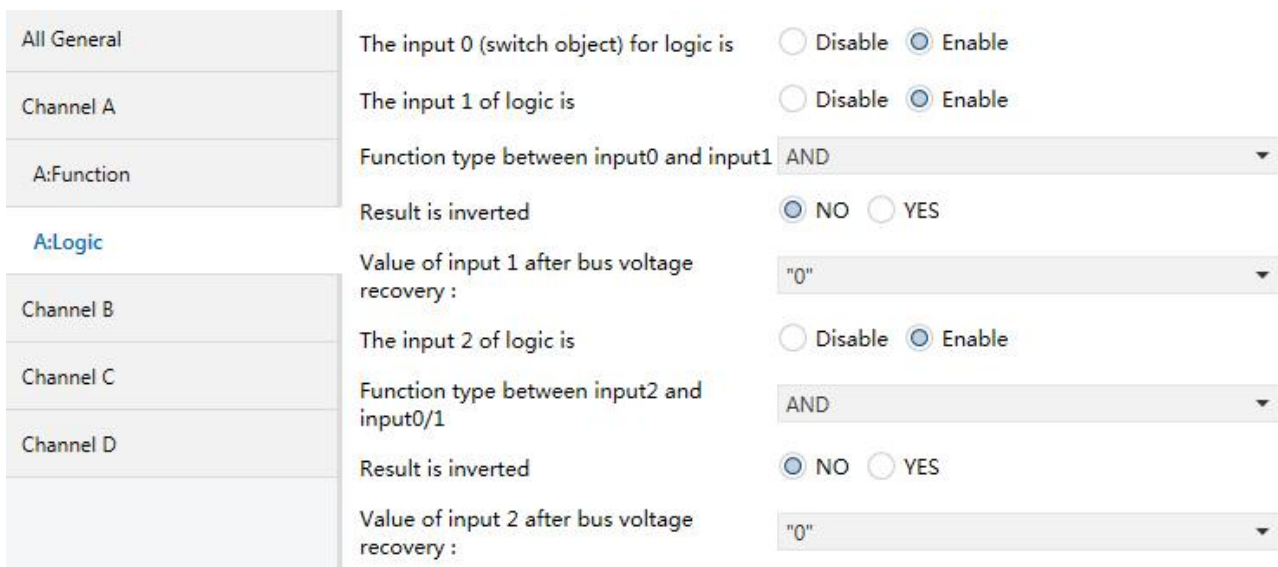 All General
Channel A
A:Function
A:Logic
Channel B
Channel C
Channel D
The input 0 (switch object) for logic is Disable Enable
The input 1 of logic is Disable Enable
Function type between input0 and input1 AND
Result is inverted NO YES
Value of input 1 after bus voltage
recovery : "0"
The input 2 of logic is Disable Enable
Function type between input2 and
input0/1 AND
Result is inverted NO YES
Value of input 2 after bus voltage
recovery : "0"